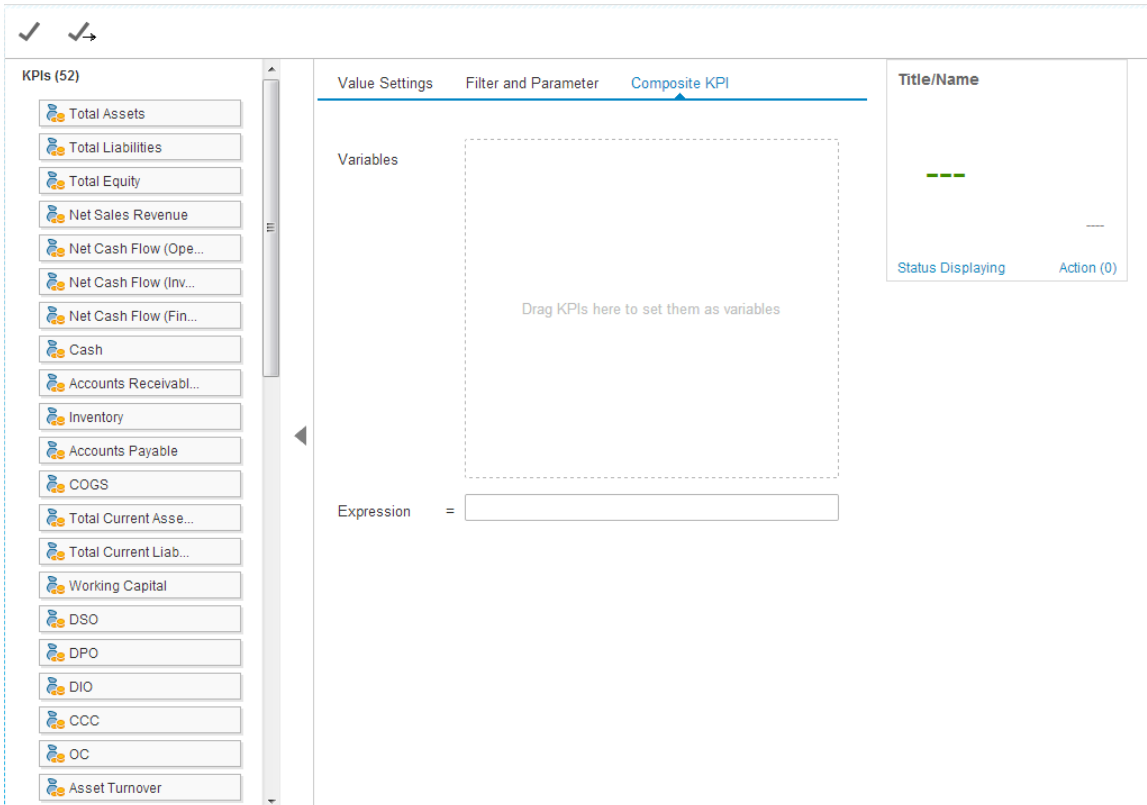 KPIs (52)
Total Assets
Total Liabilities
Total Equity
Net Sales Revenue
Net Cash Flow (Ope...
Net Cash Flow (Inv...
Net Cash Flow (Fin...
Cash
Accounts Receivabl...
Inventory
Accounts Payable
COGS
Total Current Asse...
Total Current Liab...
Working Capital
DSO
DPO
DIO
CCC
OC
Asset Turnover
Value Settings Filter and Parameter Composite KPI
Variables
Drag KPIs here to set them as variables
Expression =
Title/Name
---
---
Status Displaying Action (0)